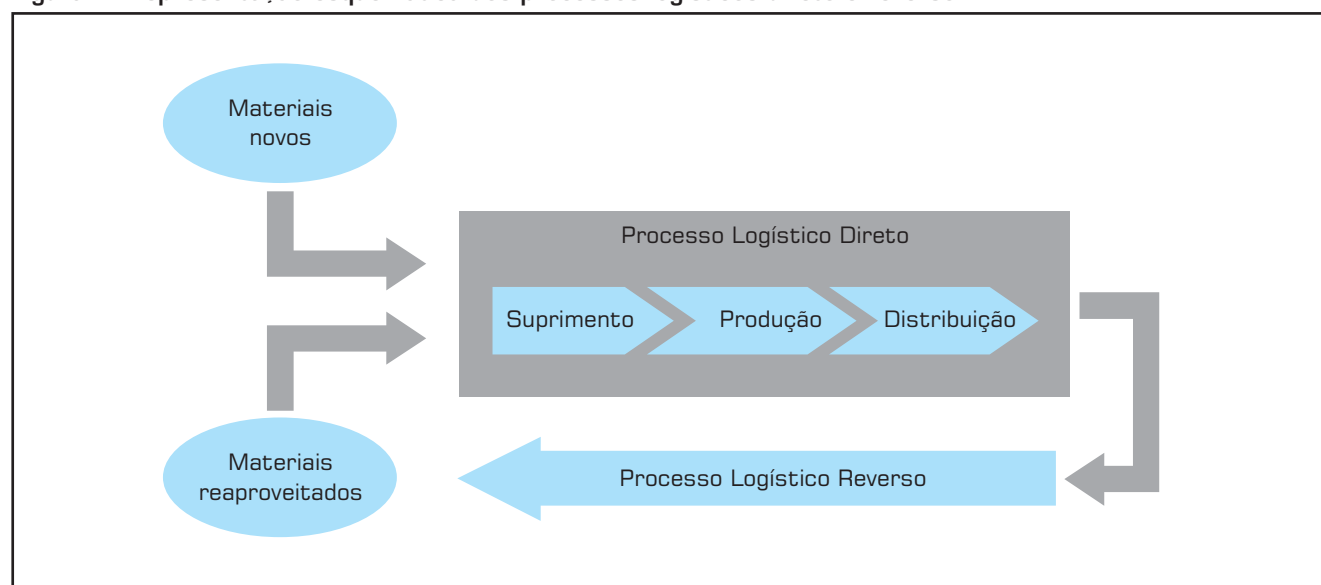 Materiais
novos
Processo Logístico Direto
Suprimento
Produção
Distribuição
Materiais
reaproveitados
Processo Logístico Reverso